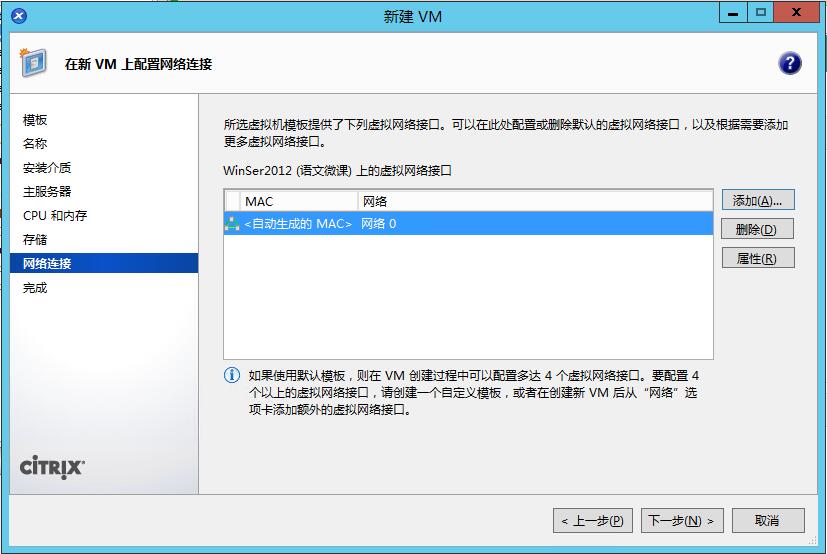 新建 VM
在新 VM 上配置网络连接
?
模板
名称
安装介质
主服务器
CPU 和内存
存储
网络连接
完成
所选虚拟机模板提供了下列虚拟网络接口。可以在此处配置或删除默认的虚拟网络接口，以及根据需要添加
更多虚拟网络接口。
WinSer2012 (语文微课) 上的虚拟网络接口
MAC 网络
<自动生成的 MAC> 网络 0
添加(A)...
删除(D)
属性(R)
如果使用默认模板，则在 VM 创建过程中可以配置多达 4 个虚拟网络接口。要配置 4
个以上的虚拟网络接口，请创建一个自定义模板，或者在创建新 VM 后从“网络”选
项卡添加额外的虚拟网络接口。
CITRIX
< 上一步(P) 下一步(N) > 取消